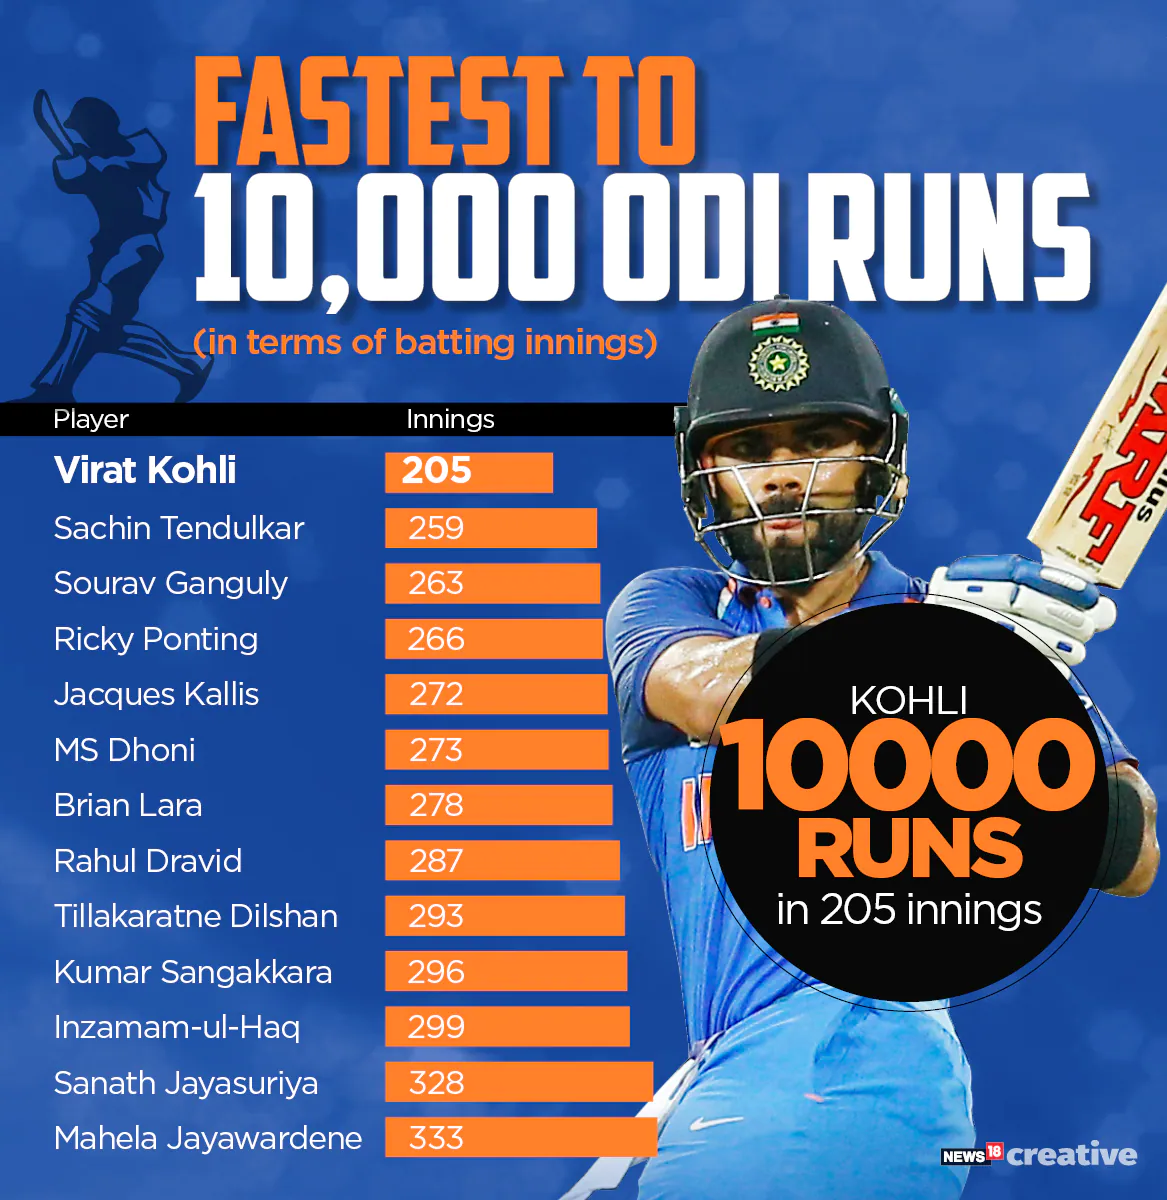 FASTEST TO
10,000 ODI RUNS
(in terms of batting innings)
Player Innings
Virat Kohli 205
Sachin Tendulkar 259
Sourav Ganguly 263
Ricky Ponting 266
Jacques Kallis 272
MS Dhoni 273
Brian Lara 278
Rahul Dravid 287
Tillakaratne Dilshan 293
Kumar Sangakkara 296
Inzamam-ul-Haq 299
Sanath Jayasuriya 328
Mahela Jayawardene 333
KOHLI
10000
RUNS
in 205 innings
NEWS18 creative